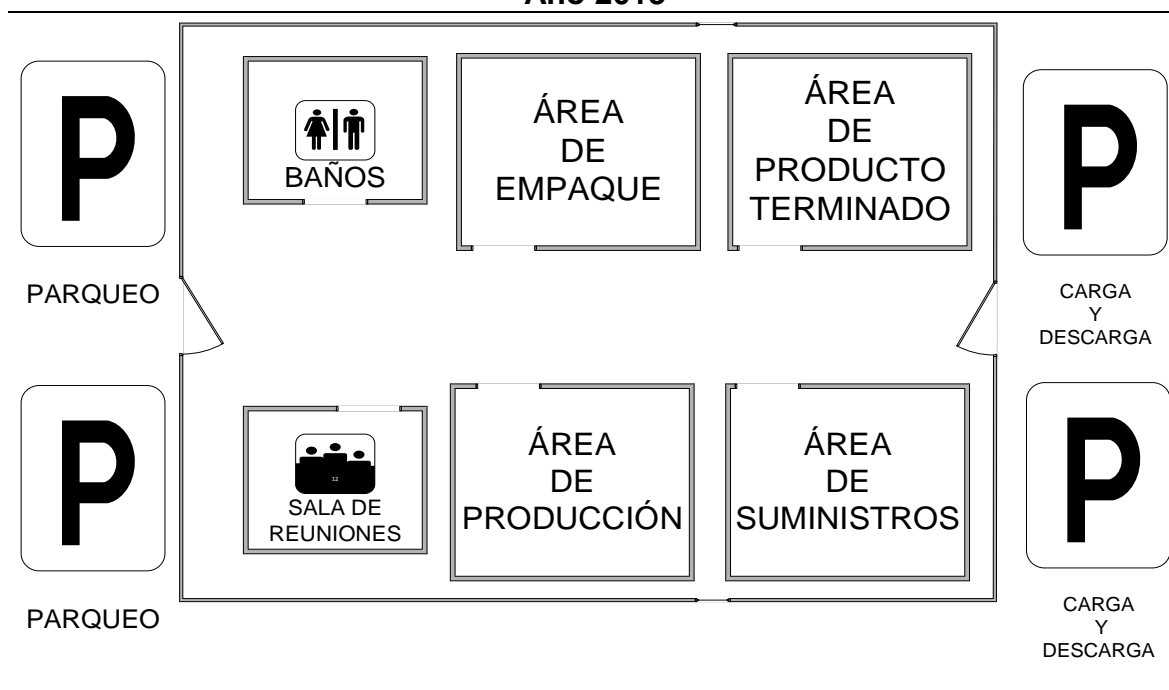 Año
P
PARQUEO
BAÑOS
ÁREA
DE
EMPAQUE
ÁREA
DE
PRODUCTO
TERMINADO
P
CARGA
Y
DESCARGA
P
PARQUEO
12
SALA DE
REUNIONES
ÁREA
DE
PRODUCCIÓN
ÁREA
DE
SUMINISTROS
P
CARGA
Y
DESCARGA